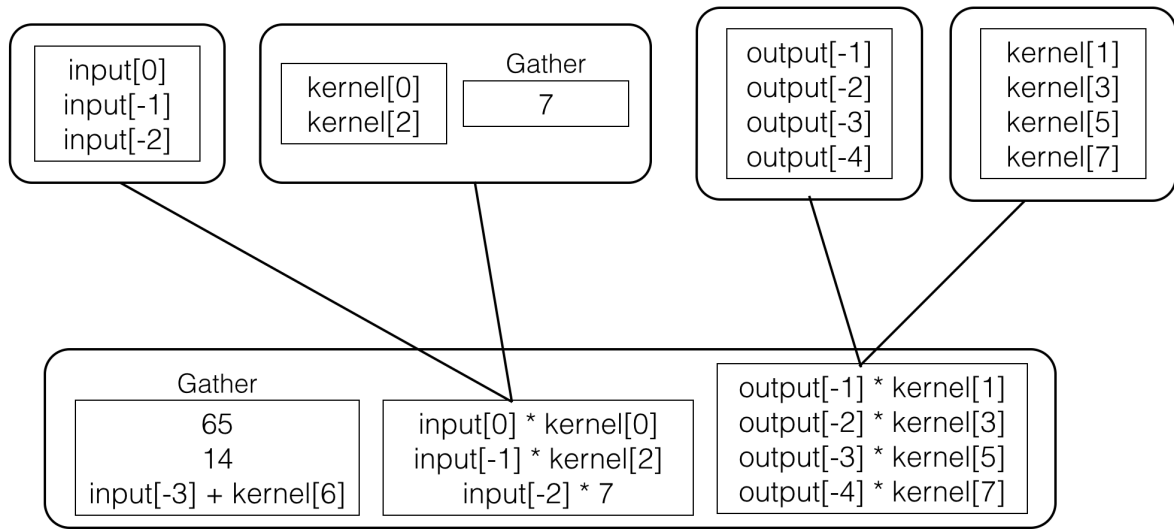 input[0]
input[-1]
input[-2]
kernel[0]
kernel[2]
Gather
7
output[-1]
output[-2]
output[-3]
output[-4]
kernel[1]
kernel[3]
kernel[5]
kernel[7]
Gather
65
14
input[-3] + kernel[6]
input[0] * kernel[0]
input[-1] * kernel[2]
input[-2] * 7
output[-1] * kernel[1]
output[-2] * kernel[3]
output[-3] * kernel[5]
output[-4] * kernel[7]